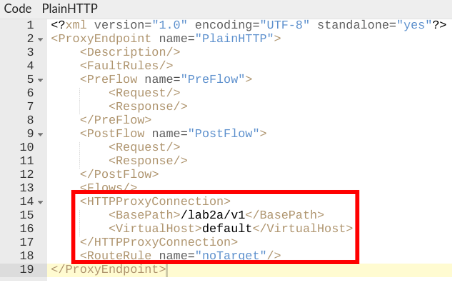 Code PlainHTTP
1 <?xml version="1.0" encoding="UTF-8" standalone="yes"?>
2 <ProxyEndpoint name="PlainHTTP">
3 <Description/>
4 <FaultRules/>
5 <PreFlow name="PreFlow">
6 <Request/>
7 <Response/>
8 </PreFlow>
9 <PostFlow name="PostFlow">
10 <Request/>
11 <Response/>
12 </PostFlow>
13 <Flows/>
14 <HTTPProxyConnection>
15 <BasePath>/lab2a/v1</BasePath>
16 <VirtualHost>default</VirtualHost>
17 </HTTPProxyConnection>
18 <RouteRule name="noTarget"/>
19 </ProxyEndpoint>